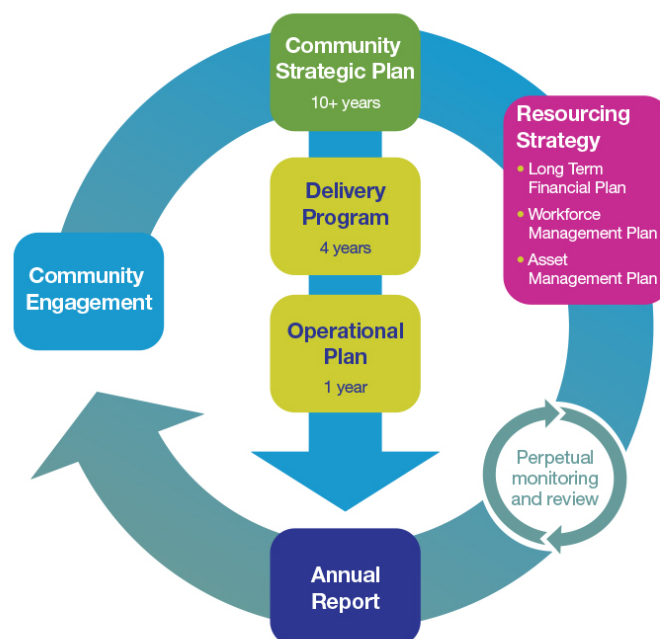 Community
Strategic Plan
10+ years
Resourcing
Strategy
• Long Term
Financial Plan
• Workforce
Management Plan
• Asset
Management Plan
Delivery
Program
4 years
Community
Engagement
Operational
Plan
1 year
Perpetual
monitoring
and review
Annual
Report